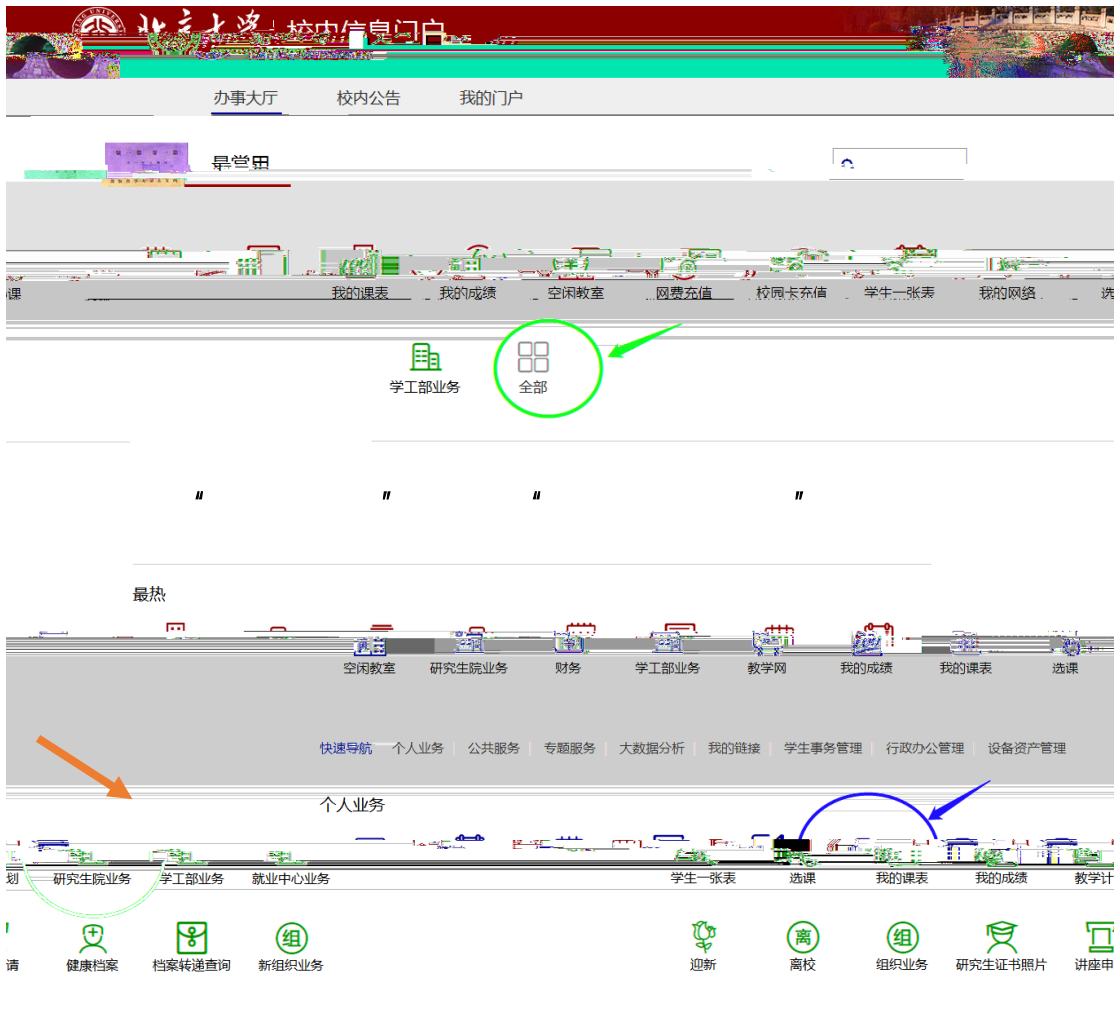 北京大学 校内信息门户
办事大厅 校内公告 我的门户
最常用
课 我的课表 我的成绩 空闲教室 网费充值 校园卡充值 学生一张表 我的网络 选
学工部业务 全部
“ ” “ ”
最热
空闲教室 研究生院业务 财务 学工部业务 教学网 我的成绩 我的课表 选课
快速导航 个人业务 公共服务 专题服务 大数据分析 我的链接 学生事务管理 行政办公管理 设备资产管理
个人业务
划 研究生院业务 学工部业务 就业中心业务 学生一张表 选课 我的课表 我的成绩 教学计
请 健康档案 档案转递查询 组 新组织业务 迎新 离 离校 组 组织业务 研究生证书照片 讲座申